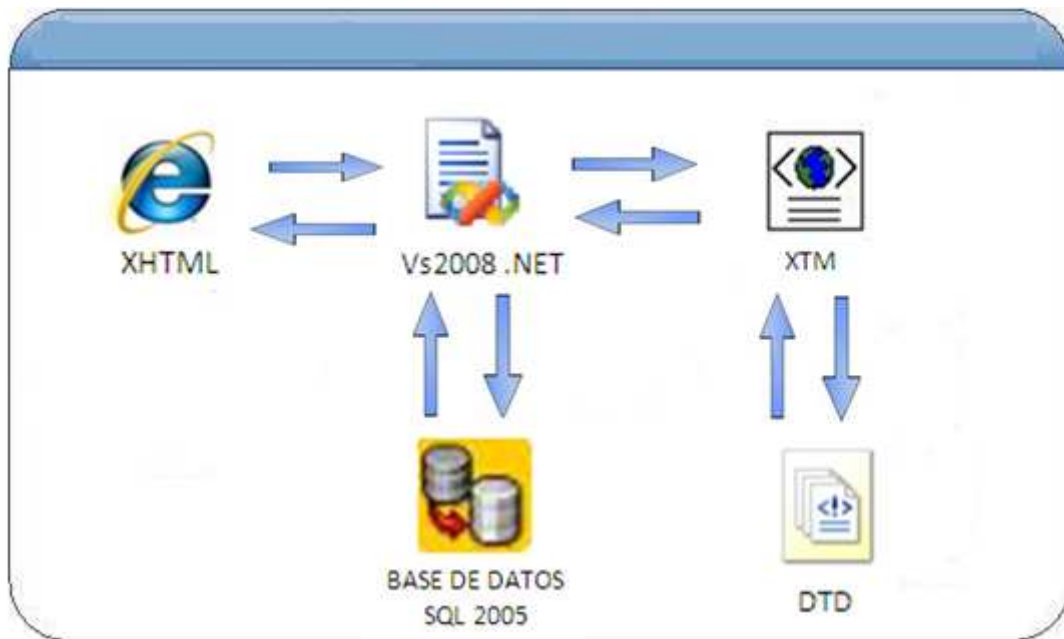 XHTML
Vs2008 .NET
XTM
BASE DE DATOS
SQL 2005
DTD